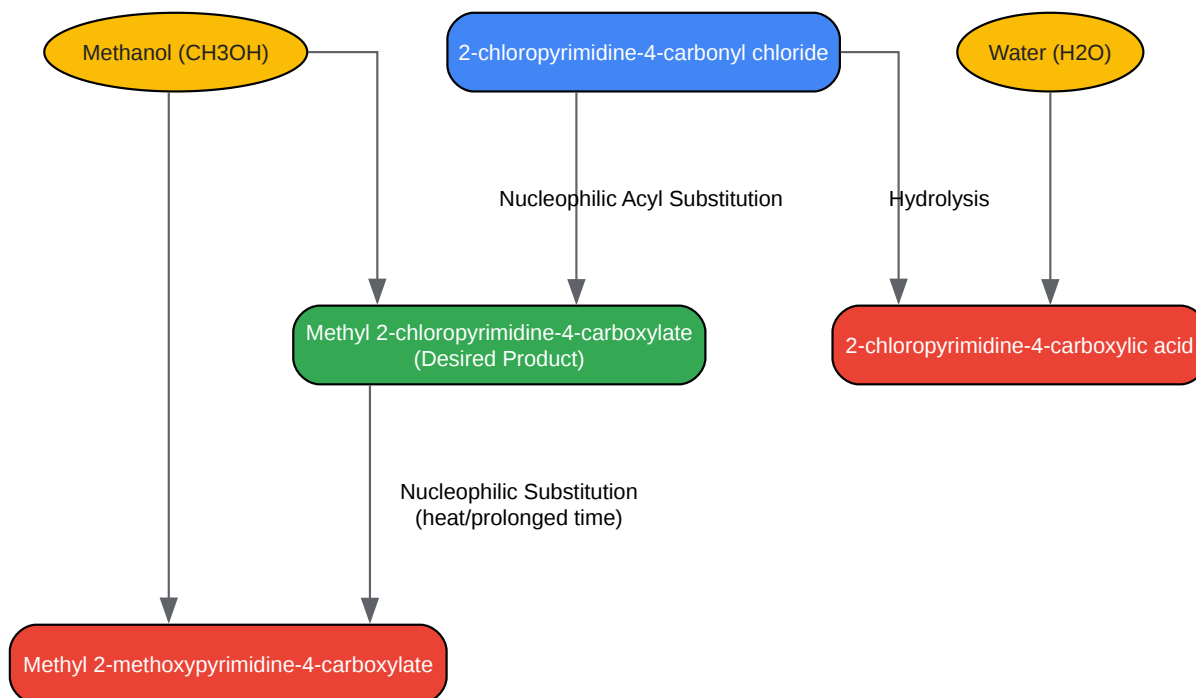 Methanol (CH3OH)
2-chloropyrimidine-4-carbonyl chloride
Water (H2O)
Nucleophilic Acyl Substitution
Hydrolysis
Methyl 2-chloropyrimidine-4-carboxylate
(Desired Product)
2-chloropyrimidine-4-carboxylic acid
Nucleophilic Substitution
(heat/prolonged time)
Methyl 2-methoxypyrimidine-4-carboxylate